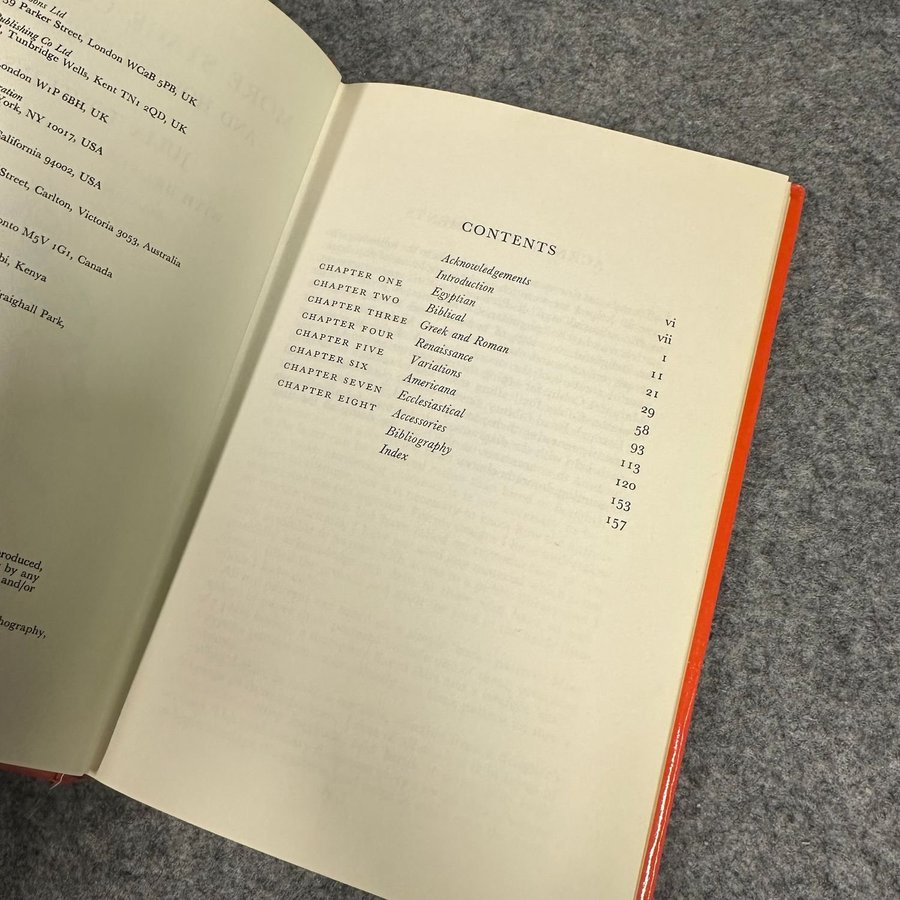 sons Ltd
39 Parker Street, London WC2B 5PB, UK
Publishing Co Ltd
, Tunbridge Wells, Kent TN1 2QD, UK
London W1P 6BH, UK
ration
York, NY 10017, USA
California 94002, USA
Street, Carlton, Victoria 3053, Australia
onto M5V 1G1, Canada
bi, Kenya
raighall Park,
roduced,
by any
and/or
hography,
CONTENTS
Acknowledgements vi
Introduction vii
CHAPTER ONE Egyptian 1
CHAPTER TWO Biblical 11
CHAPTER THREE Greek and Roman 21
CHAPTER FOUR Renaissance 29
CHAPTER FIVE Variations 58
CHAPTER SIX Americana 93
CHAPTER SEVEN Ecclesiastical 113
CHAPTER EIGHT Accessories 120
Bibliography 153
Index 157